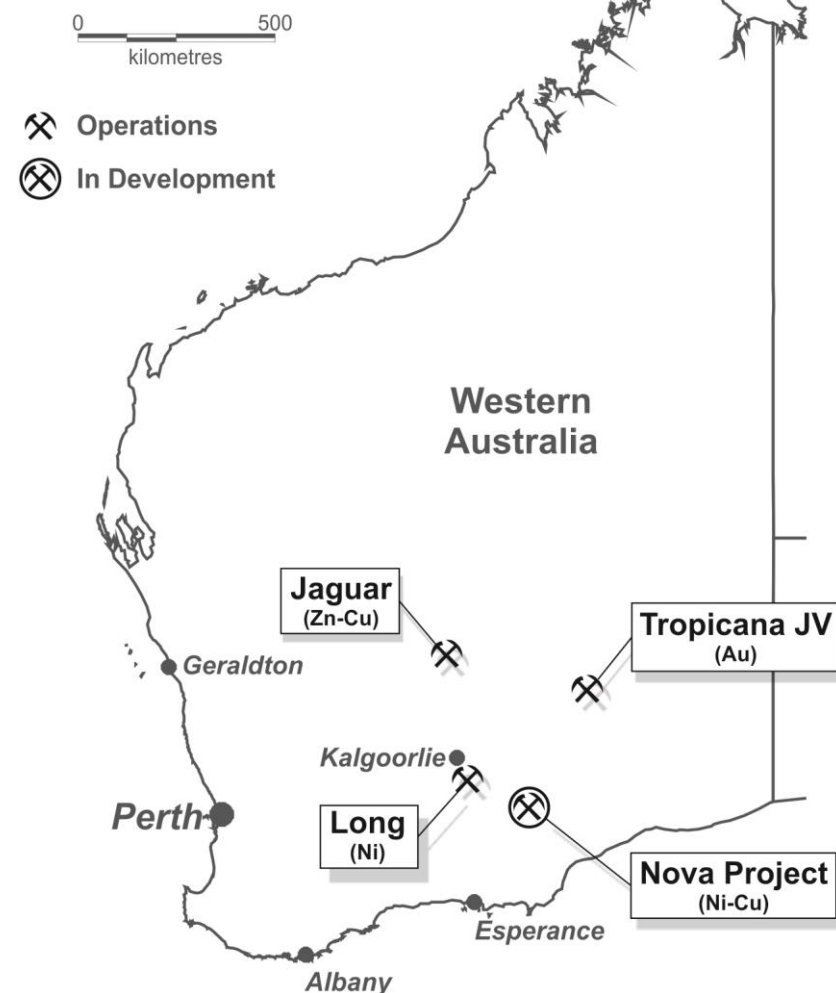 0 500
kilometres
Operations
In Development
Western
Australia
Jaguar
(Zn-Cu)
Tropicana JV
(Au)
Geraldton
Kalgoorlie
Perth
Long
(Ni)
Nova Project
(Ni-Cu)
Esperance
Albany